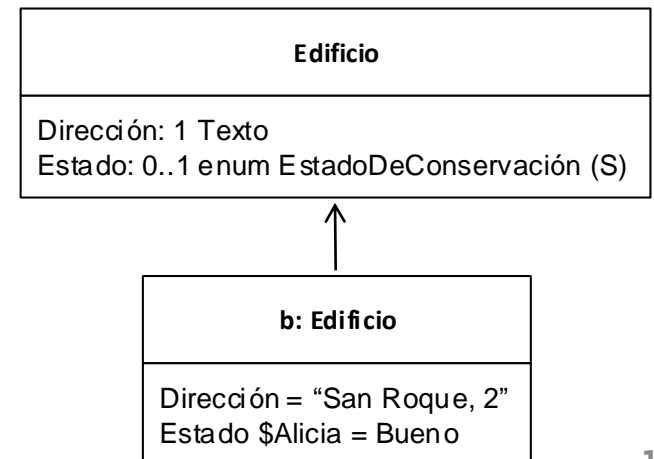 Edificio
Dirección: 1 Texto
Estado: 0..1 enum EstadoDeConservación (S)
b: Edificio
Dirección = “San Roque, 2”
Estado $Alicia = Bueno